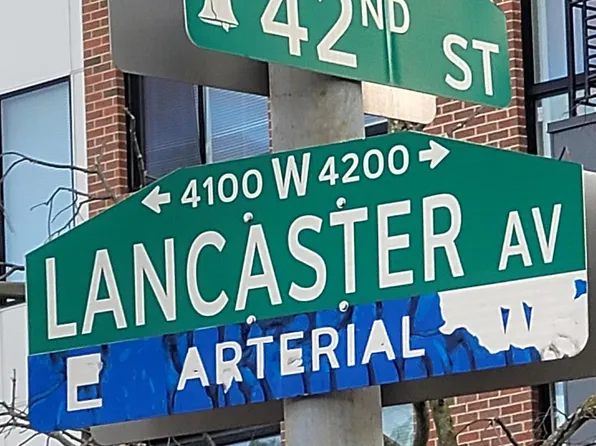 42ND ST
← 4100 W 4200 →
LANCASTER AV
E ARTERIAL W